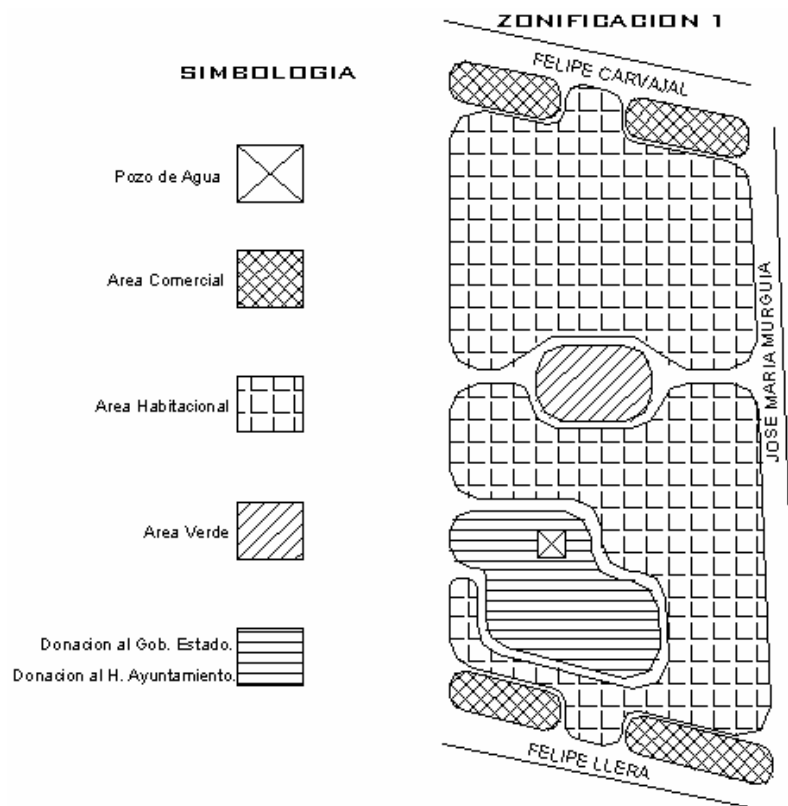 ZONIFICACION 1
SIMBOLOGIA
FELIPE CARVAJAL
Pozo de Agua
Area Comercial
JOSE MARIA MURGUIA
Area Habitacional
Area Verde
Donacion al Gob. Estado.
Donacion al H. Ayuntamiento.
FELIPE LLERA